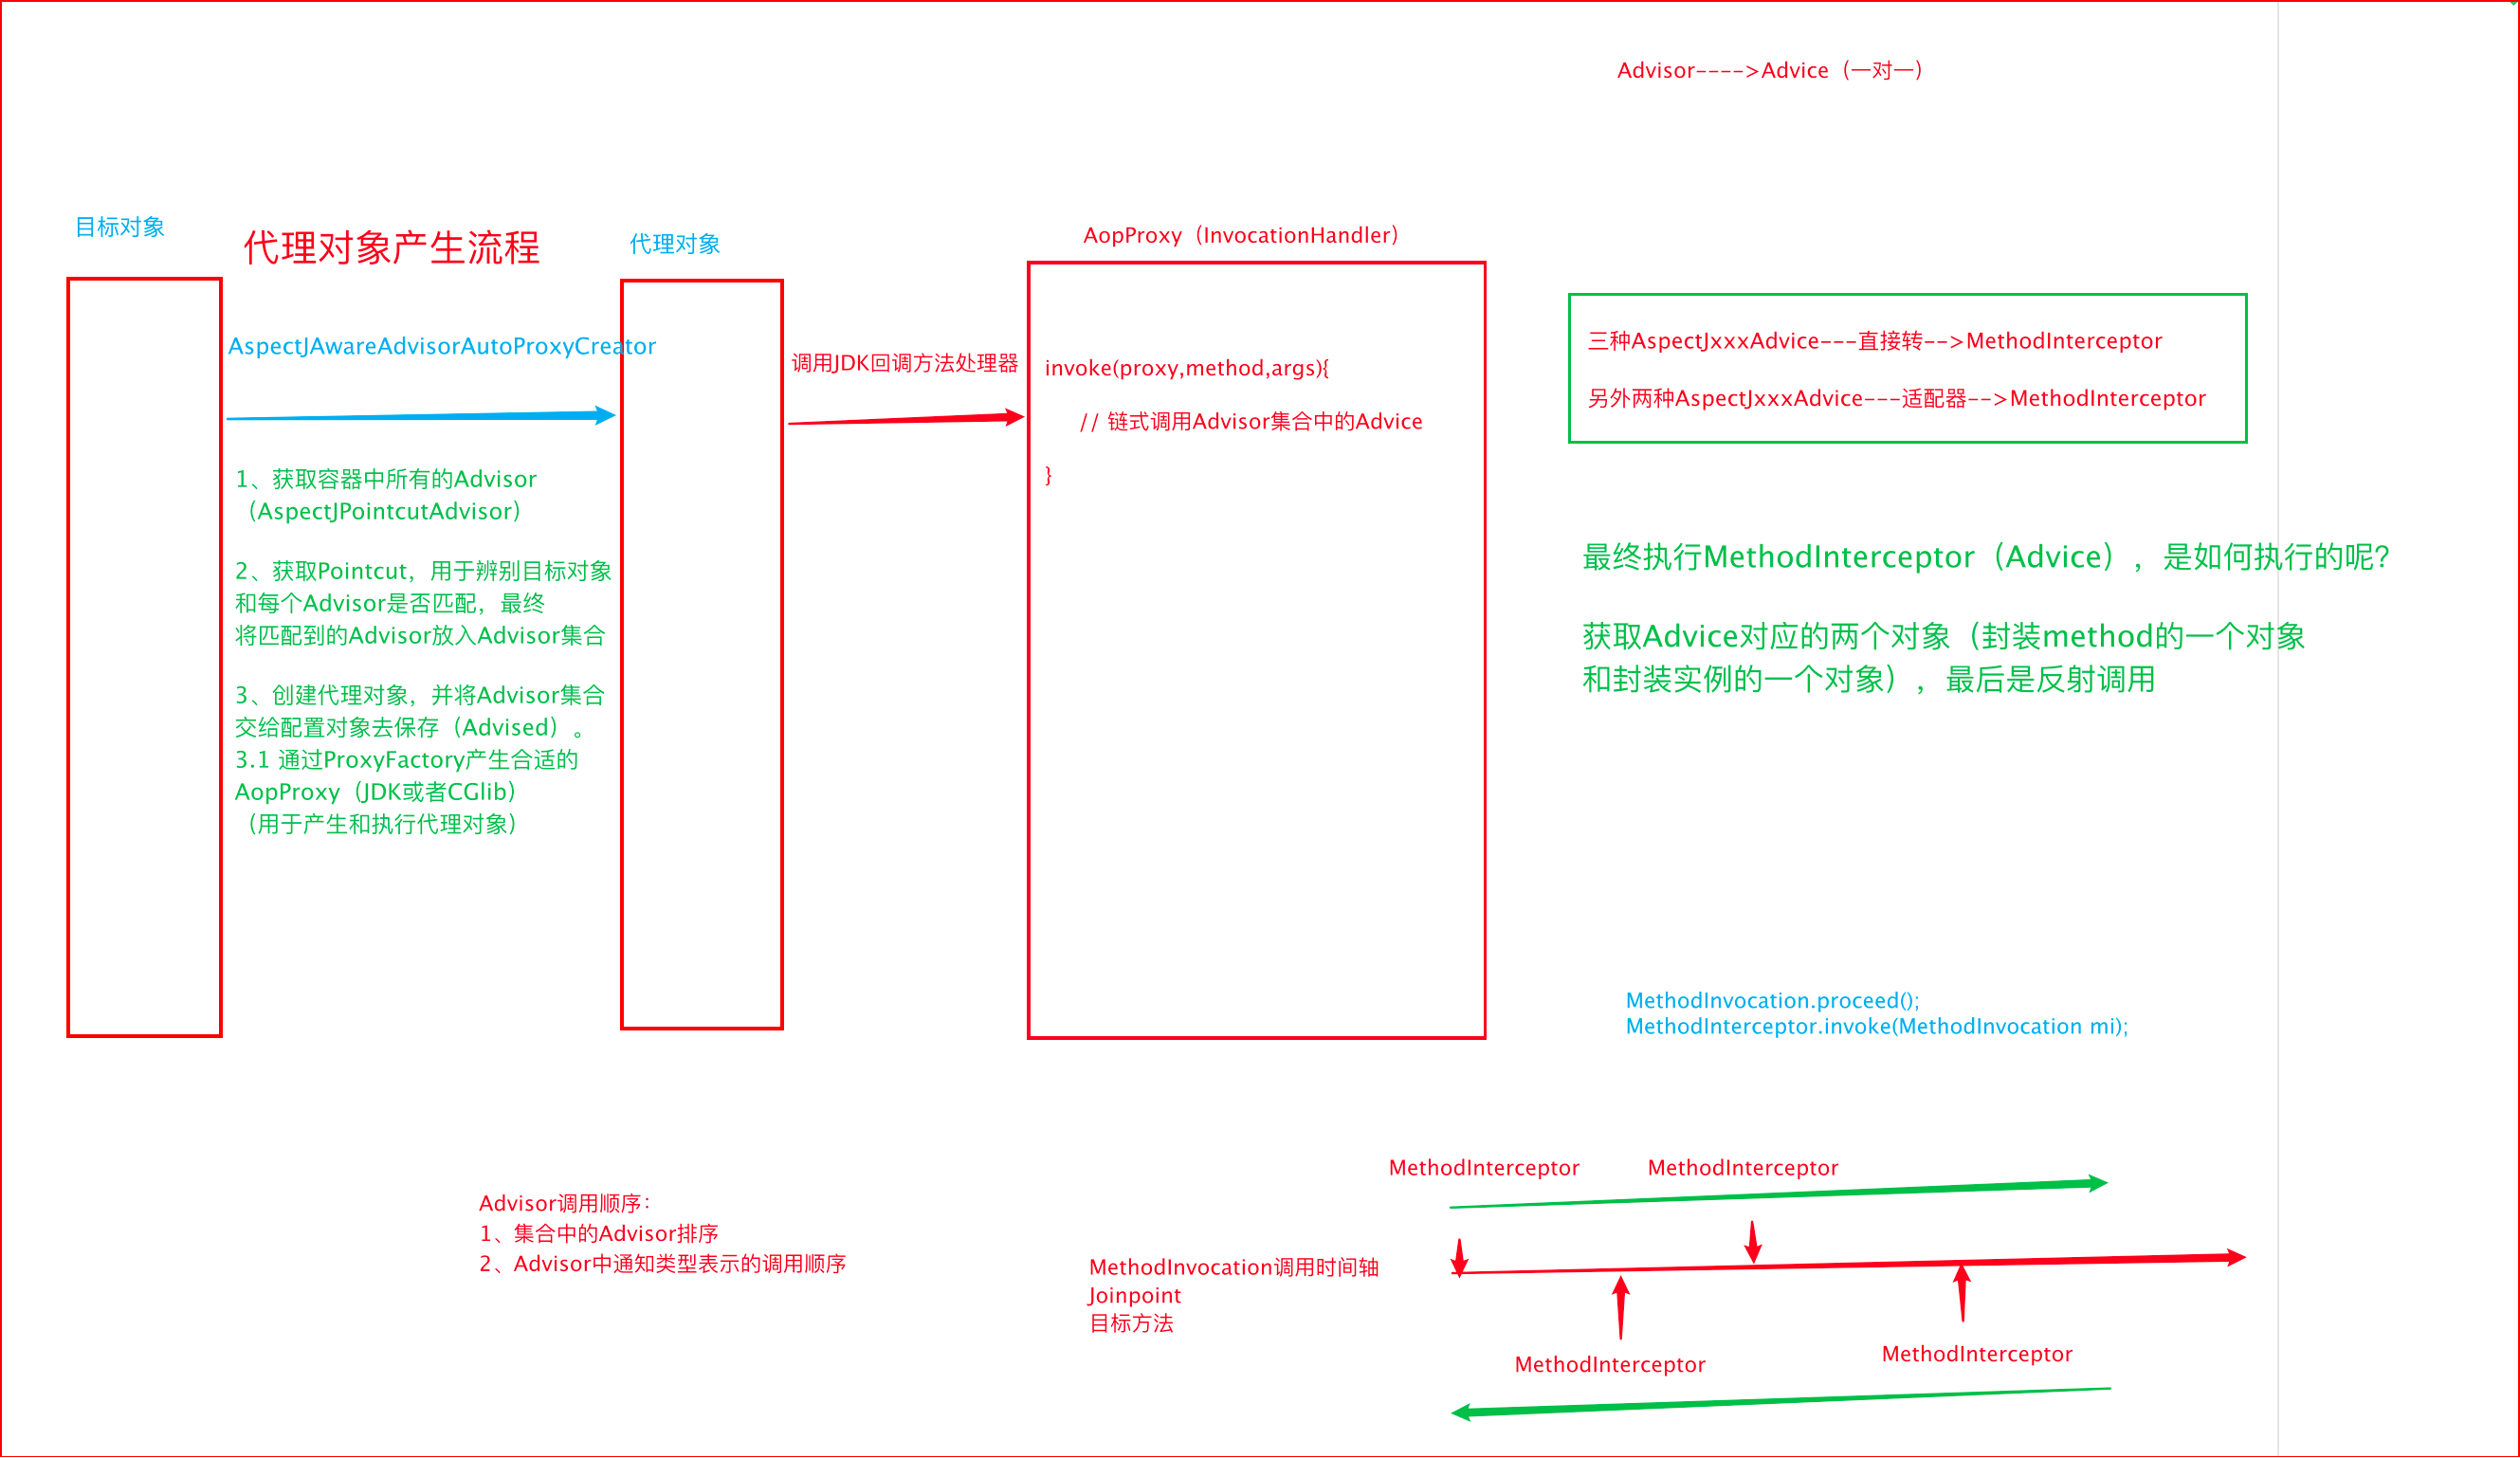 Advisor---->Advice（一对一）
目标对象
代理对象产生流程
代理对象
AopProxy（InvocationHandler）
AspectJAwareAdvisorAutoProxyCreator
调用JDK回调方法处理器
invoke(proxy,method,args){
// 链式调用Advisor集合中的Advice
}
三种AspectJxxxAdvice---直接转-->MethodInterceptor
另外两种AspectJxxxAdvice---适配器-->MethodInterceptor
1、获取容器中所有的Advisor
（AspectJPointcutAdvisor）
2、获取Pointcut，用于辨别目标对象
和每个Advisor是否匹配，最终
将匹配到的Advisor放入Advisor集合
3、创建代理对象，并将Advisor集合
交给配置对象去保存（Advised）。
3.1 通过ProxyFactory产生合适的
AopProxy（JDK或者CGlib）
（用于产生和执行代理对象）
最终执行MethodInterceptor（Advice），是如何执行的呢？
获取Advice对应的两个对象（封装method的一个对象
和封装实例的一个对象），最后是反射调用
MethodInvocation.proceed();
MethodInterceptor.invoke(MethodInvocation mi);
Advisor调用顺序：
1、集合中的Advisor排序
2、Advisor中通知类型表示的调用顺序
MethodInterceptor
MethodInterceptor
MethodInvocation调用时间轴
Joinpoint
目标方法
MethodInterceptor
MethodInterceptor